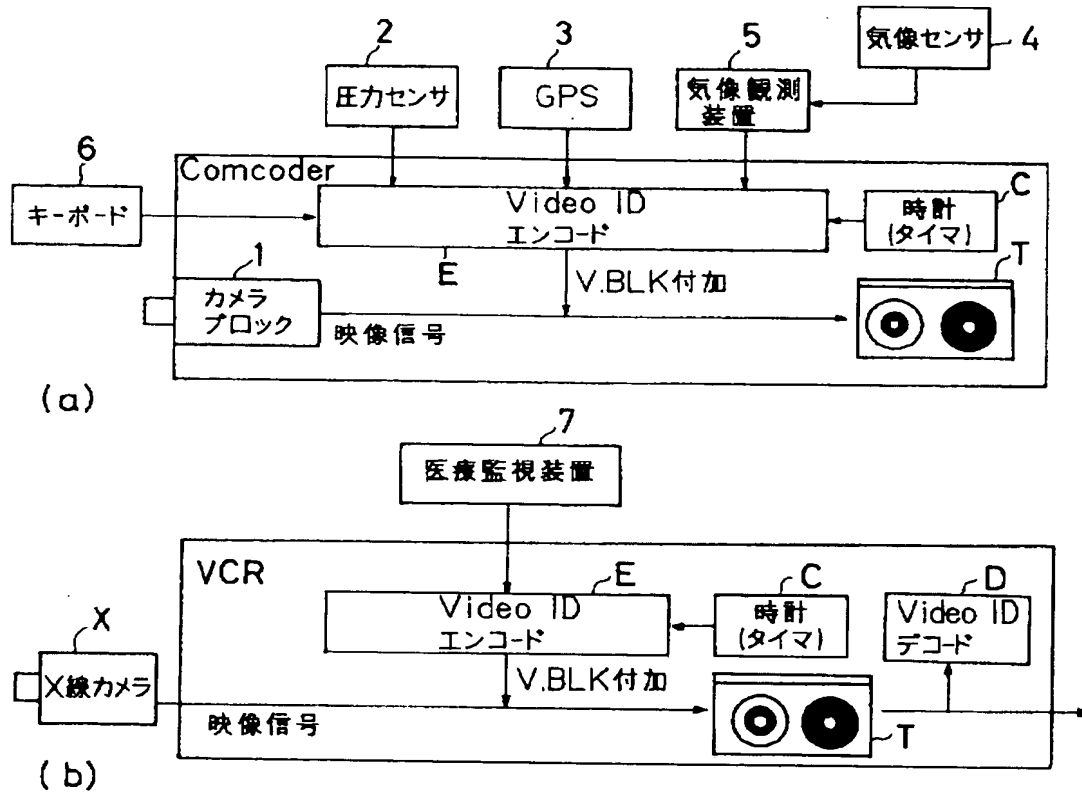 2
3
5
気像センサ
4
圧力センサ
GPS
気像観測
装置
6
Comcoder
キーボード
Video ID
エンコード
C
時計
(タイマ)
E
1
V.BLK付加
T
カメラ
ブロック
映像信号
(a)
7
医療監視装置
VCR
E
C
D
X
Video ID
エンコード
時計
(タイマ)
Video ID
デコード
X線カメラ
V.BLK付加
映像信号
T
(b)